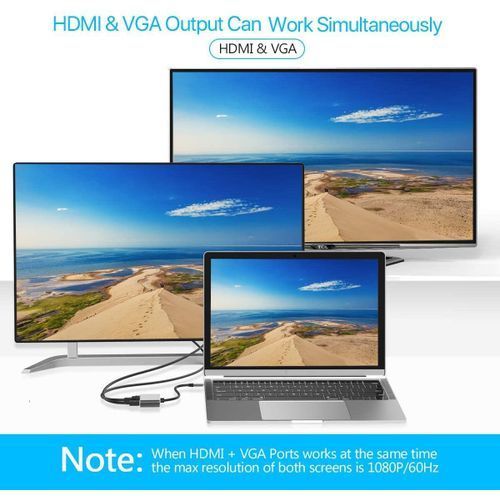 HDMI & VGA Output Can Work Simultaneously
HDMI & VGA
Note:
When HDMI + VGA Ports works at the same time
the max resolution of both screens is 1080P/60Hz